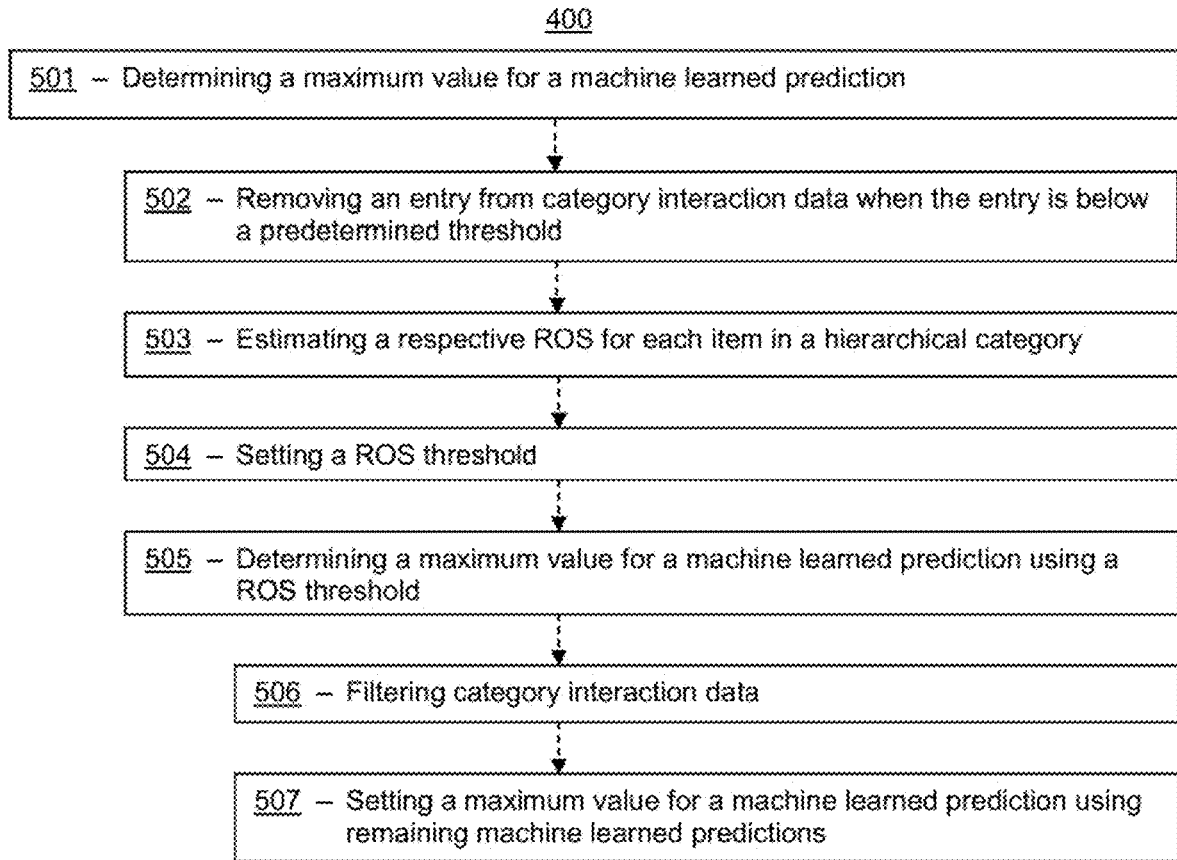 400
501 – Determining a maximum value for a machine learned prediction
502 – Removing an entry from category interaction data when the entry is below
a predetermined threshold
503 – Estimating a respective ROS for each item in a hierarchical category
504 – Setting a ROS threshold
505 – Determining a maximum value for a machine learned prediction using a
ROS threshold
506 – Filtering category interaction data
507 – Setting a maximum value for a machine learned prediction using
remaining machine learned predictions